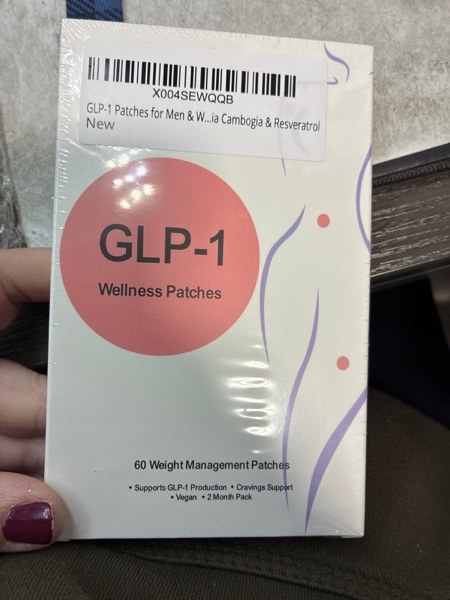 X004SEWQQB
GLP-1 Patches for Men & W...ia Cambogia & Resveratrol
New
GLP-1
Wellness Patches
60 Weight Management Patches
• Supports GLP-1 Production • Cravings Support
• Vegan • 2 Month Pack